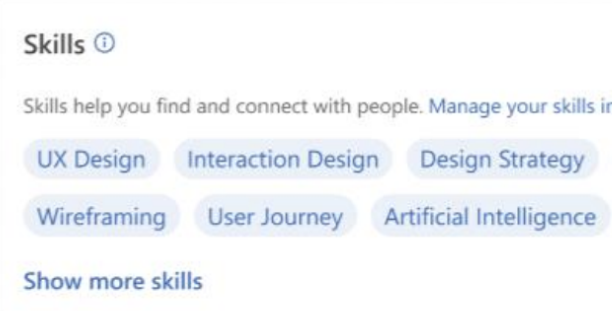 Skills
Skills help you find and connect with people. Manage your skills in
UX Design Interaction Design Design Strategy
Wireframing User Journey Artificial Intelligence
Show more skills